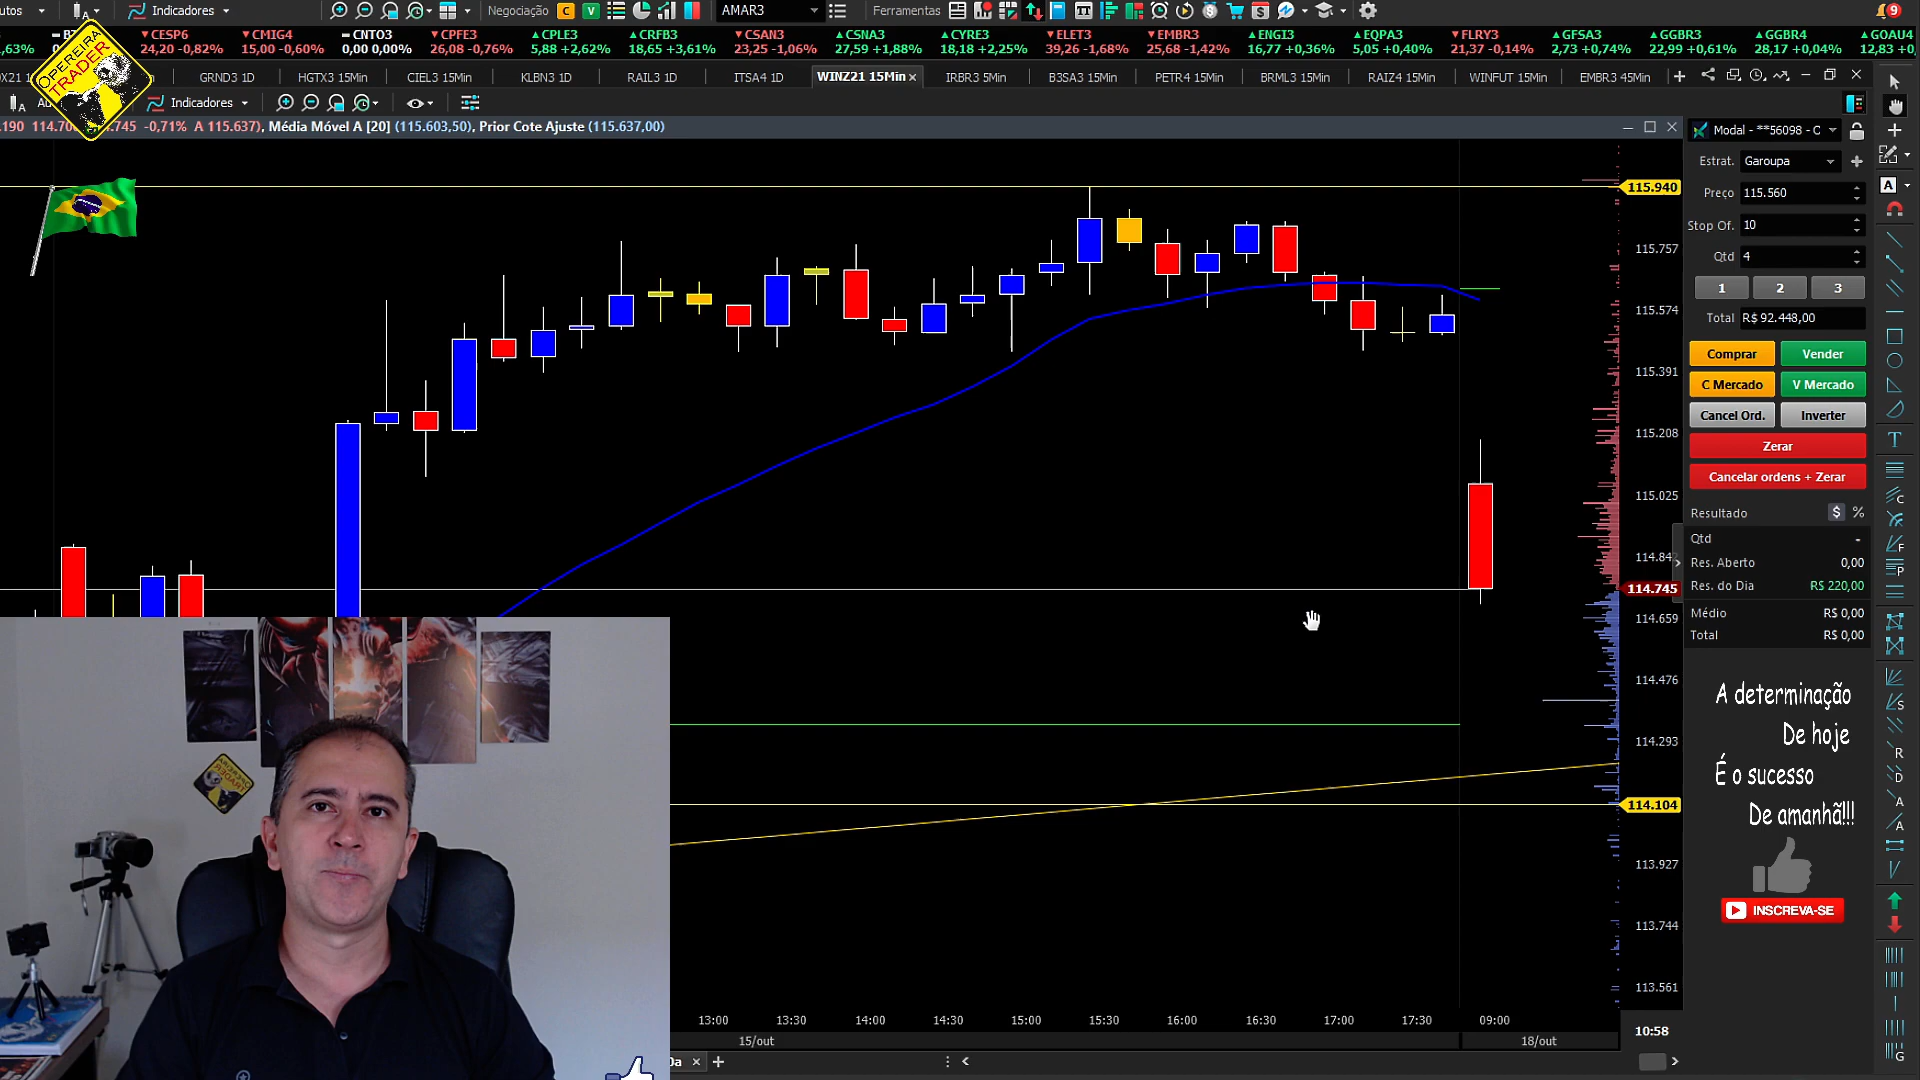 utos Indicadores Negociação C V AMAR3 Ferramentas 9
CESP6 CMIG4 CNTO3 CPFE3 CPLE3 CRFB3 CSAN3 CSNA3 CYRE3 ELET3 EMBR3 ENGI3 EQPA3 FLRY3 GFSA3 GGBR3 GGBR4 GOAU4
,63% 24,20 -0,82% 15,00 -0,60% 0,00 0,00% 26,08 -0,76% 5,88 +2,62% 18,65 +3,61% 23,25 -1,06% 27,59 +1,88% 18,18 +2,25% 39,26 -1,68% 25,68 -1,42% 16,77 +0,36% 5,05 +0,40% 21,37 -0,14% 2,73 +0,74% 22,99 +0,61% 28,17 +0,04% 12,83 +0
OPEREIRA
TRADER
GRND3 1D HGTX3 15Min CIEL3 15Min KLBN3 1D RAIL3 1D ITSA4 1D WINZ21 15Min IRBR3 5Min B3SA3 15Min PETR4 15Min BRML3 15Min RAIZ4 15Min WINFUT 15Min EMBR3 45Min
Indicadores
.745 -0,71% A 115.637), Média Móvel A [20] (115.603,50), Prior Cote Ajuste (115.637,00)
115.940
115.757
115.574
115.391
115.208
115.025
114.745
114.659
114.476
114.293
114.104
113.927
113.744
113.561
13:00 13:30 14:00 14:30 15:00 15:30 16:00 16:30 17:00 17:30 09:00
10:58
15/out 18/out
Modal - **56098 - C
Estrat. Garoupa
Preço 115.560
Stop Of. 10
Qtd 4
1 2 3
Total R$ 92.448,00
Comprar Vender
C Mercado V Mercado
Cancel Ord. Inverter
Zerar
Cancelar ordens + Zerar
Resultado $ %
Qtd -
Res. Aberto 0,00
Res. do Dia R$ 220,00
Médio R$ 0,00
Total R$ 0,00
A determinação
De hoje
É o sucesso
De amanhã!!!
INSCREVA-SE